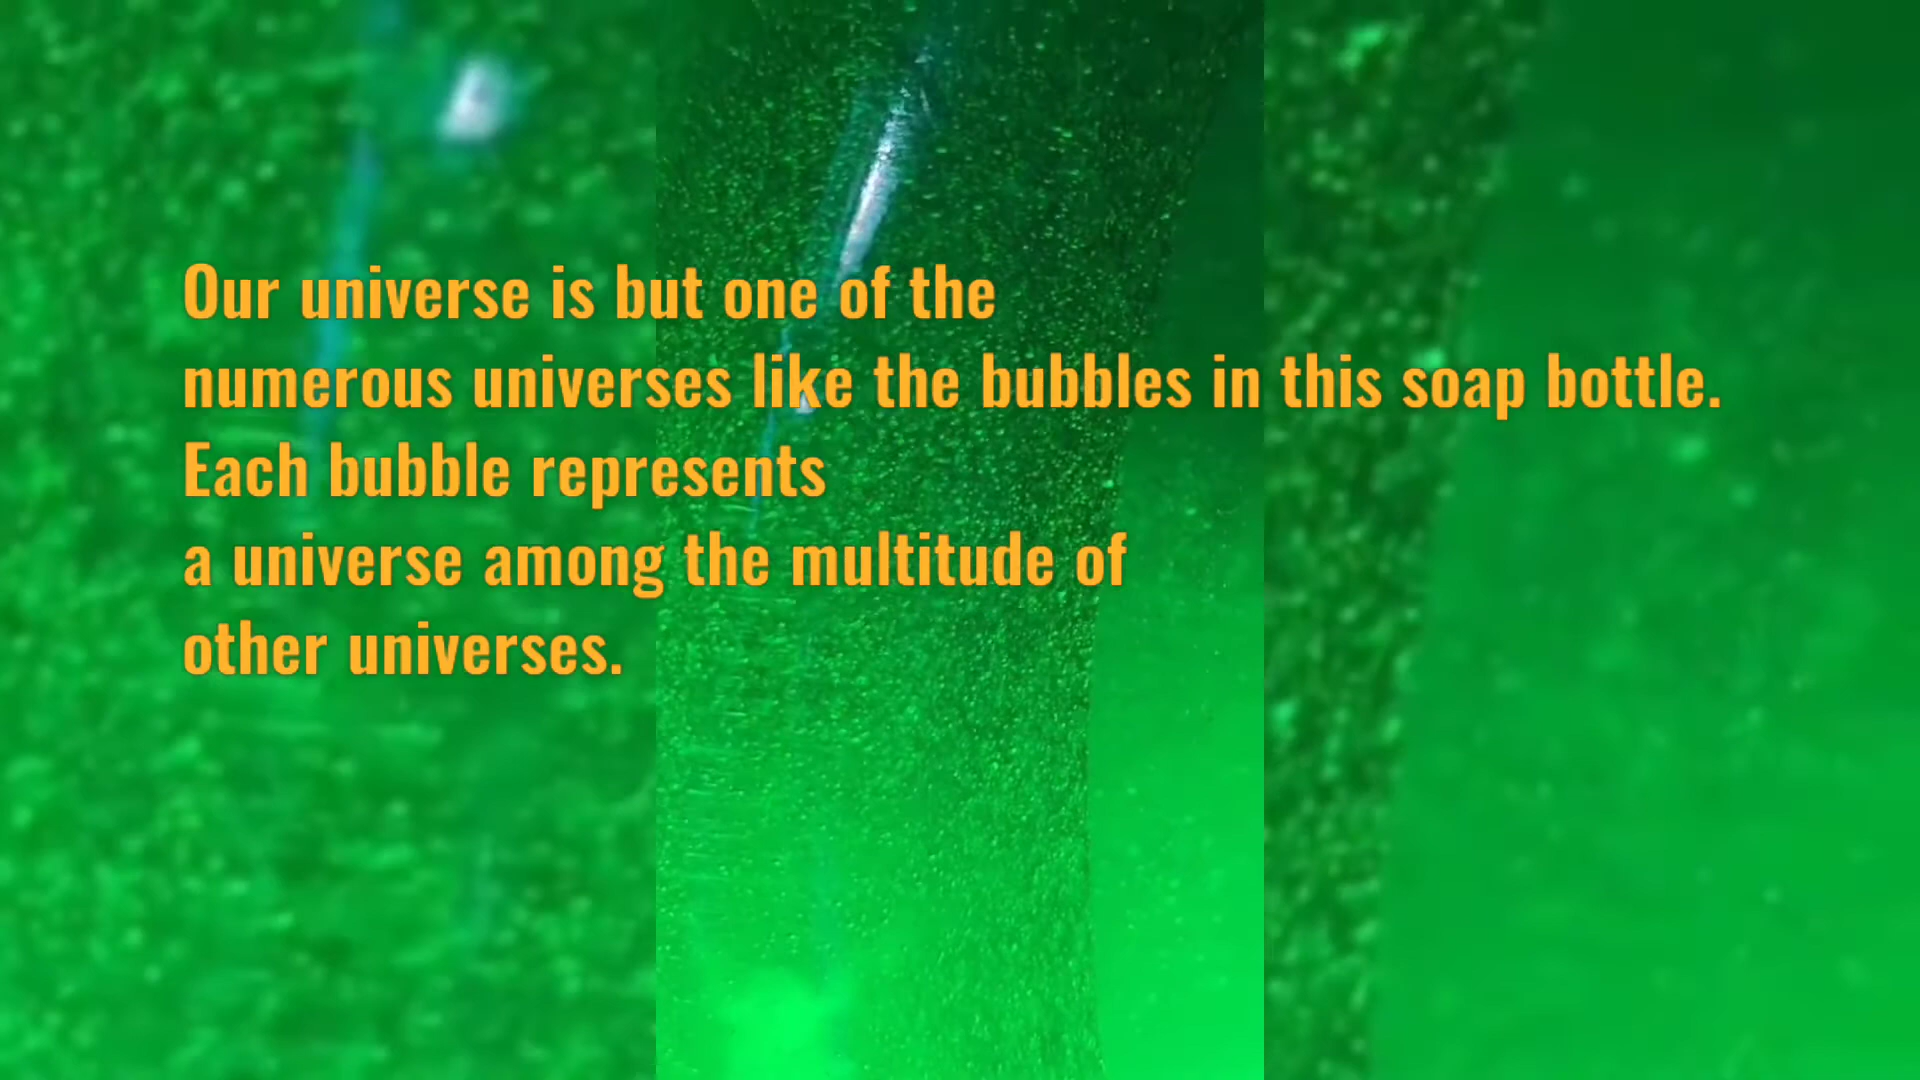 Our universe is but one of the
numerous universes like the bubbles in this soap bottle.
Each bubble represents
a universe among the multitude of
other universes.